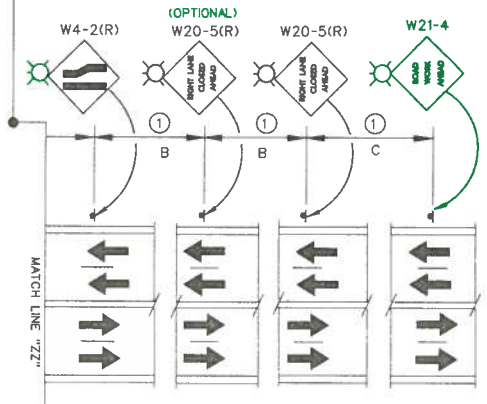 (OPTIONAL)
W4-2(R)
W20-5(R)
W20-5(R)
W21-4
RIGHT LANE
CLOSED
AHEAD
RIGHT LANE
CLOSED
AHEAD
ROAD
WORK
AHEAD
1
1
1
B
B
C
MATCH LINE "ZZ"